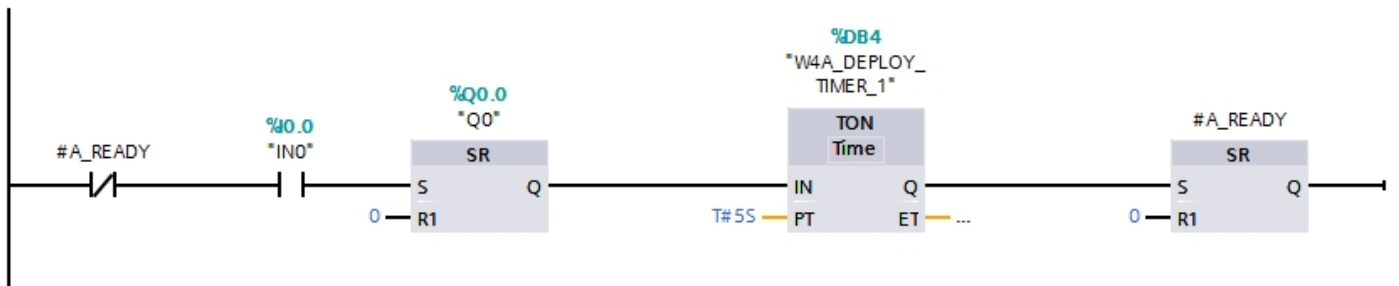 %DB4
"W4A_DEPLOY_
TIMER_1"
%Q0.0
"Q0"
%I0.0
"IN0"
#A_READY
#A_READY
SR
TON
Time
SR
S Q
IN Q
S Q
0 R1
T#5S PT ET ...
0 R1